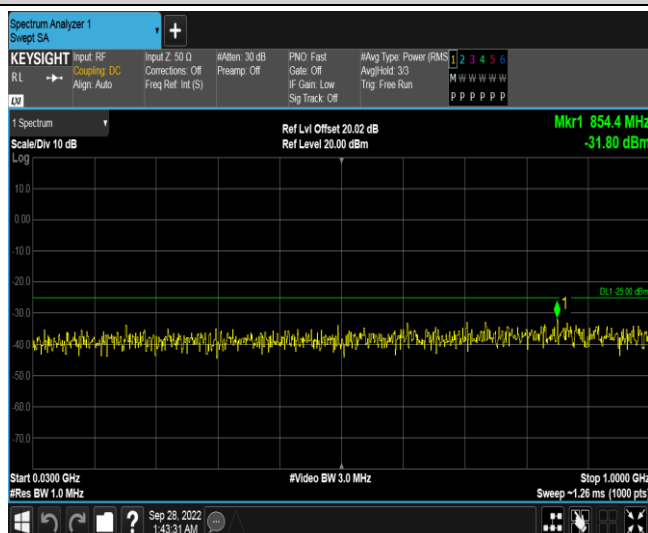 Spectrum Analyzer 1
Swept SA
+
KEYSIGHT
RL
LXI
Input: RF
Coupling: DC
Align: Auto
Input Z: 50 Ω
Corrections: Off
Freq Ref: Int (S)
#Atten: 30 dB
Preamp: Off
PNO: Fast
Gate: Off
IF Gain: Low
Sig Track: Off
#Avg Type: Power (RMS
Avg|Hold: 3/3
Trig: Free Run
1 2 3 4 5 6
M W W W W W
P P P P P P
1 Spectrum
Scale/Div 10 dB
Log
Ref Lvl Offset 20.02 dB
Ref Level 20.00 dBm
Mkr1 854.4 MHz
-31.80 dBm
10.0
0.00
-10.0
-20.0
DL1 -25.00 dBm
1
-30.0
-40.0
-50.0
-60.0
-70.0
Start 0.0300 GHz
#Res BW 1.0 MHz
#Video BW 3.0 MHz
Stop 1.0000 GHz
Sweep ~1.26 ms (1000 pts)
?
Sep 28, 2022
1:43:31 AM